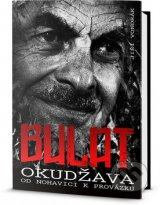 JIŘÍ VONDRÁK
BULAT
OKUDŽAVA
OD NOHAVICI K PROVÁZKU